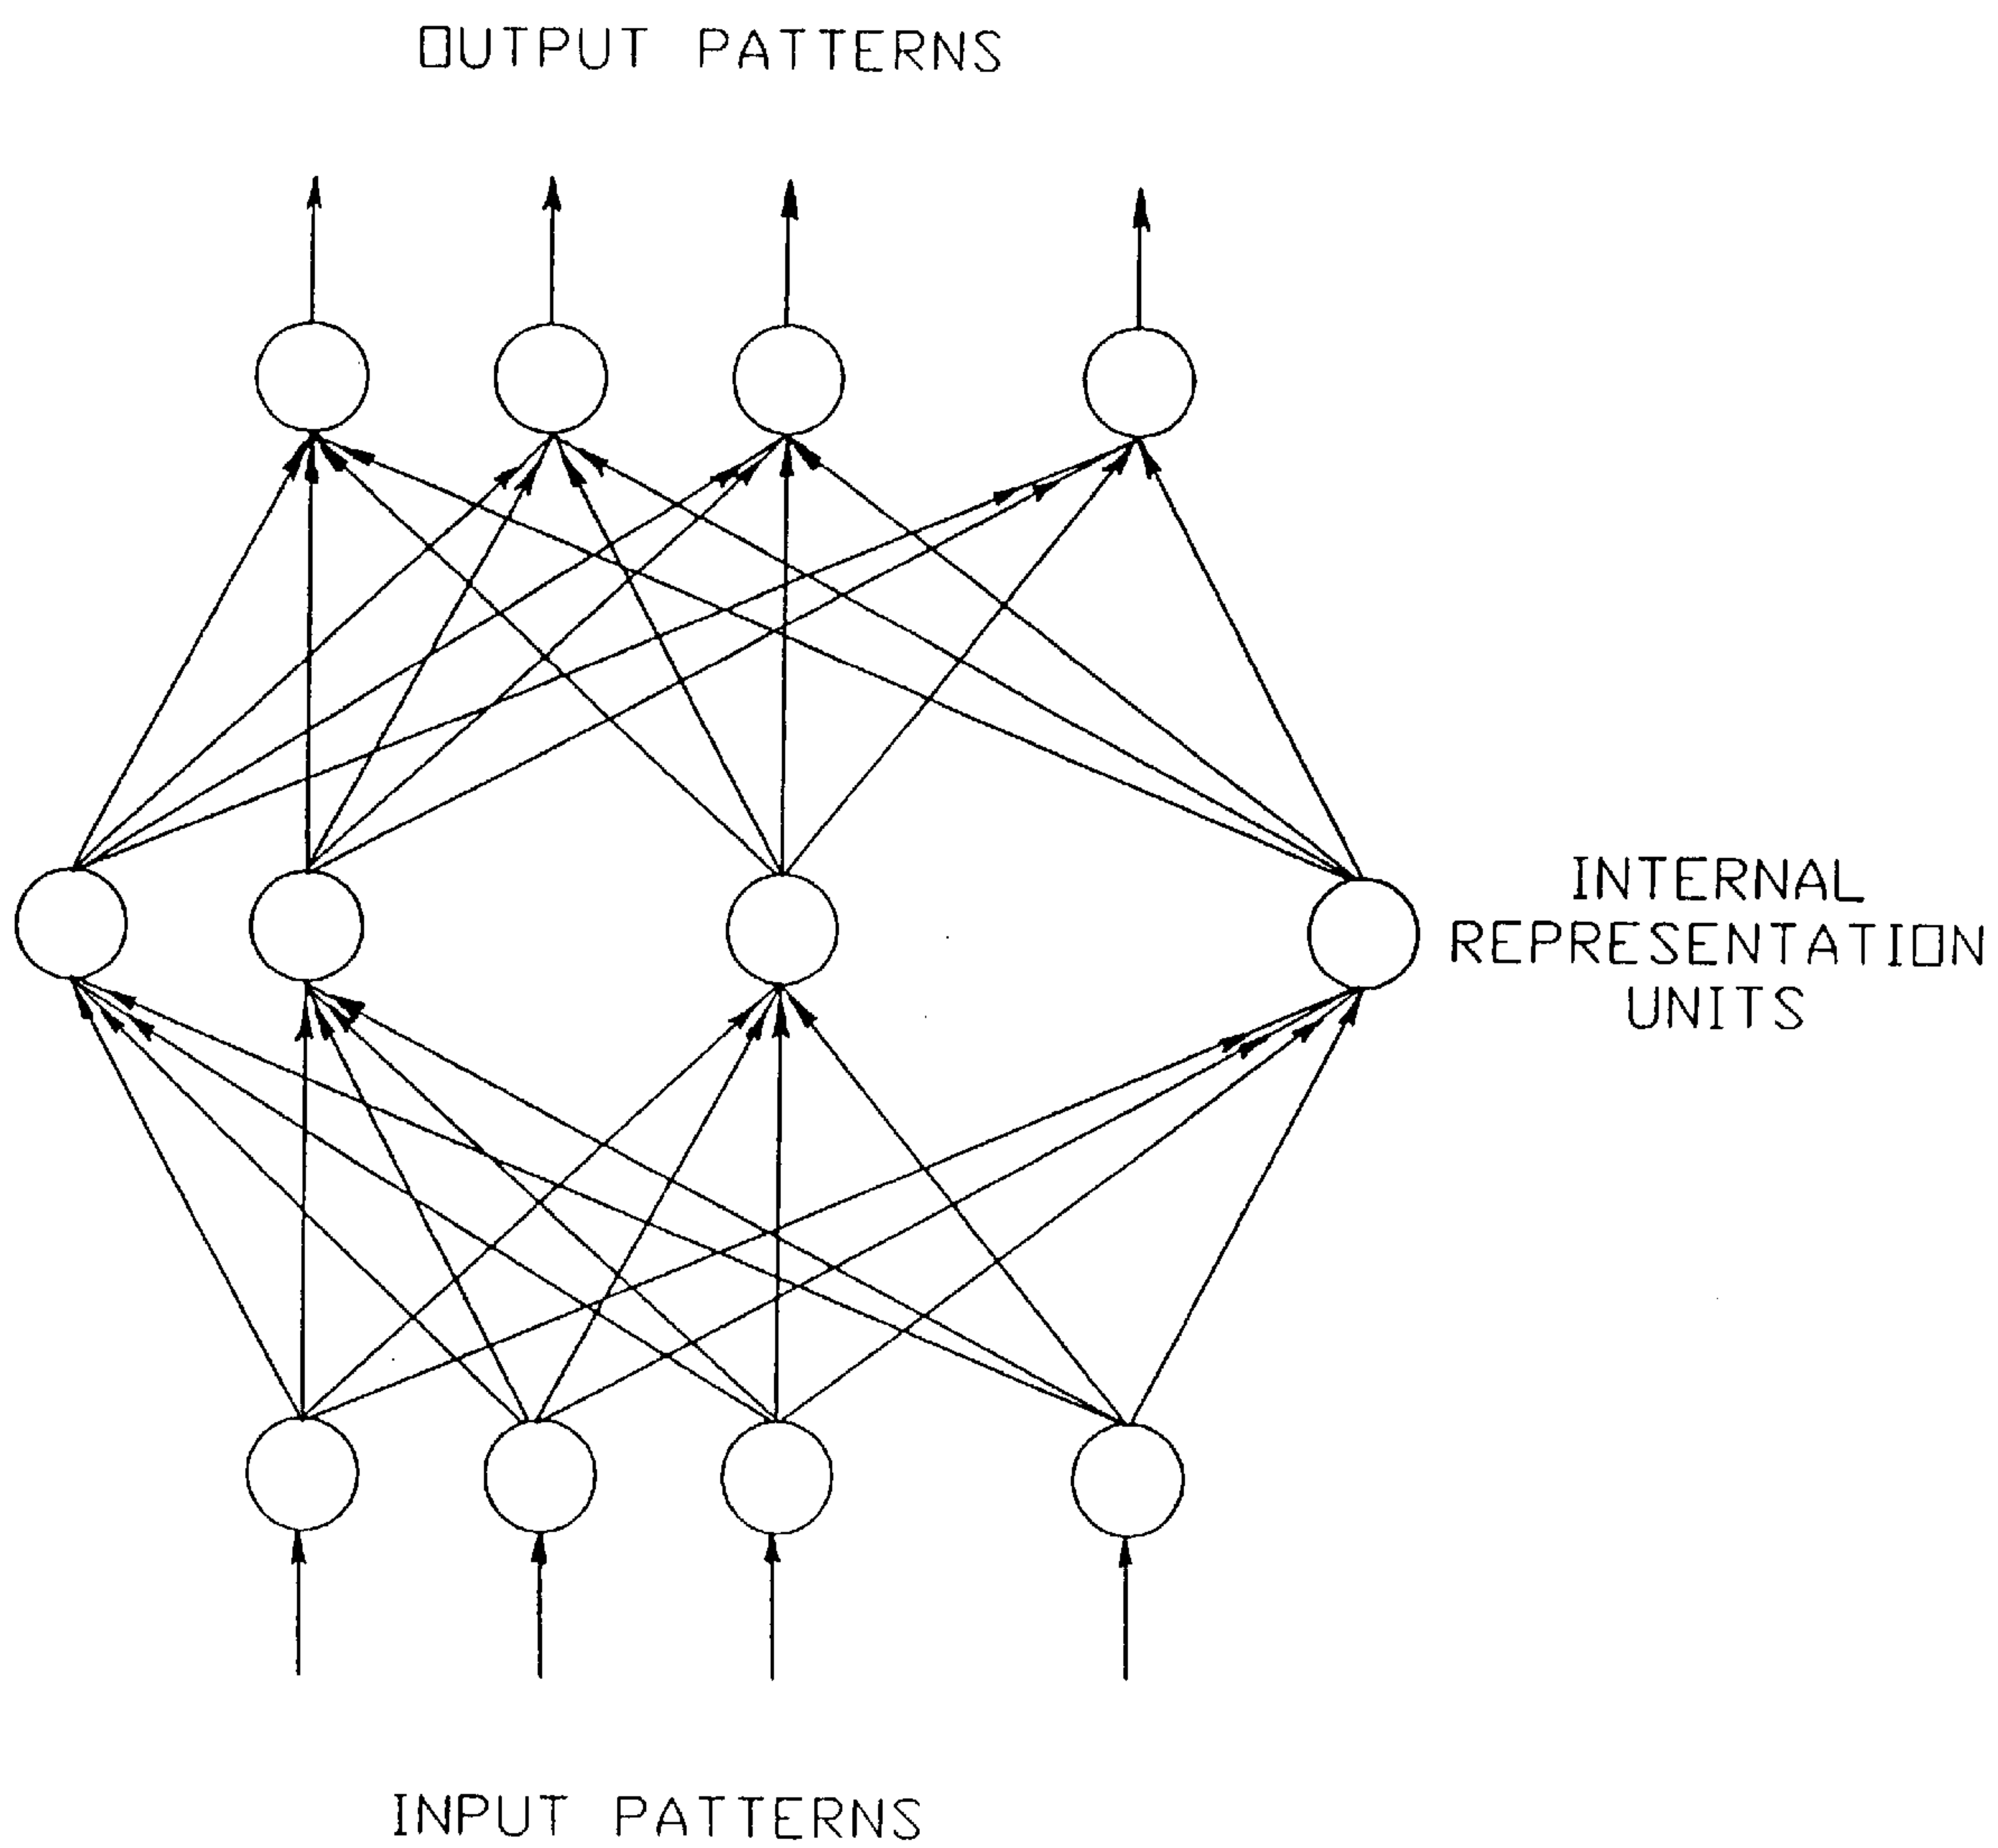 OUTPUT PATTERNS
INTERNAL
REPRESENTATION
UNITS
INPUT PATTERNS